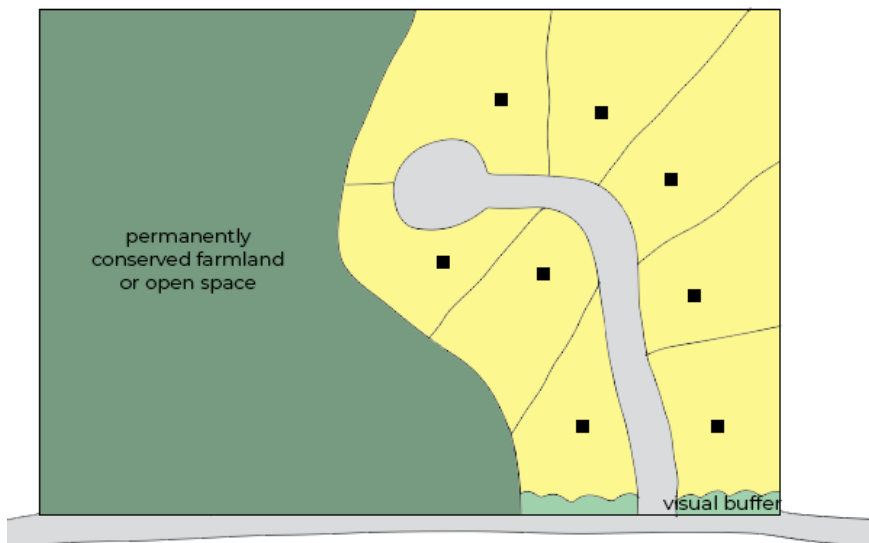 permanently
conserved farmland
or open space
visual buffer